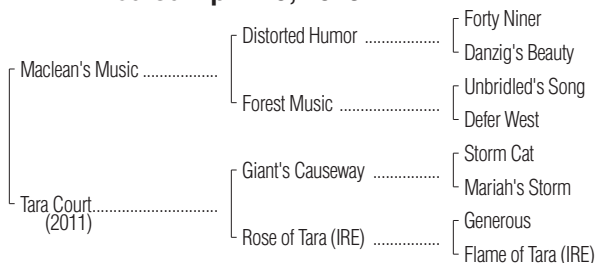 Forty Niner
Distorted Humor ..................
Danzig's Beauty
Maclean's Music ..................
Unbridled's Song
Forest Music ........................
Defer West
Storm Cat
Giant's Causeway ................
Mariah's Storm
Tara Court..............................
(2011)
Generous
Rose of Tara (IRE) ................
Flame of Tara (IRE)